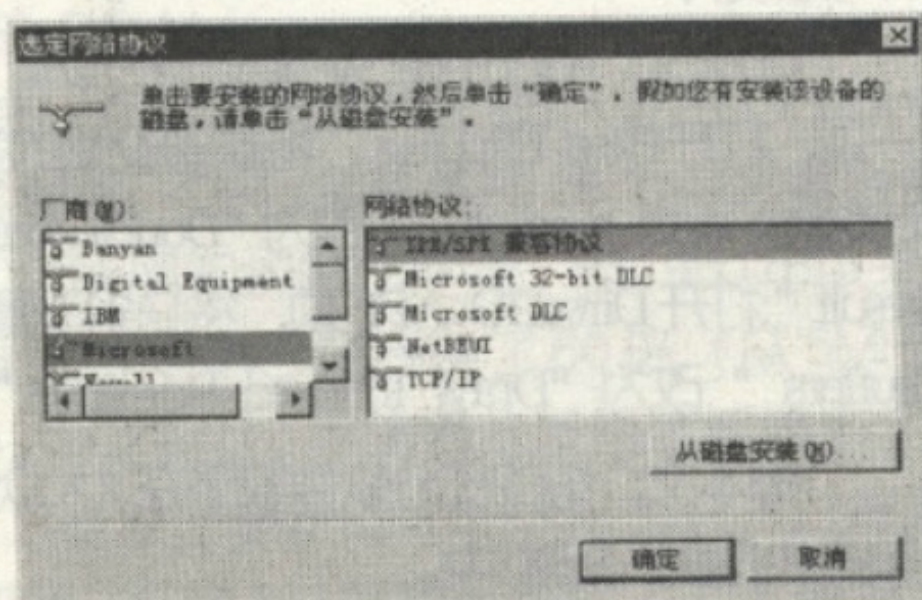 选定网络协议
单击要安装的网络协议，然后单击“确定”。假如您有安装该设备的
磁盘，请单击“从磁盘安装”。
厂商(M):
网络协议:
Banyan
Digital Equipment
IBM
Microsoft
Novell
IPX/SPX 兼容协议
Microsoft 32-bit DLC
Microsoft DLC
NetBEUI
TCP/IP
从磁盘安装(H)...
确定
取消